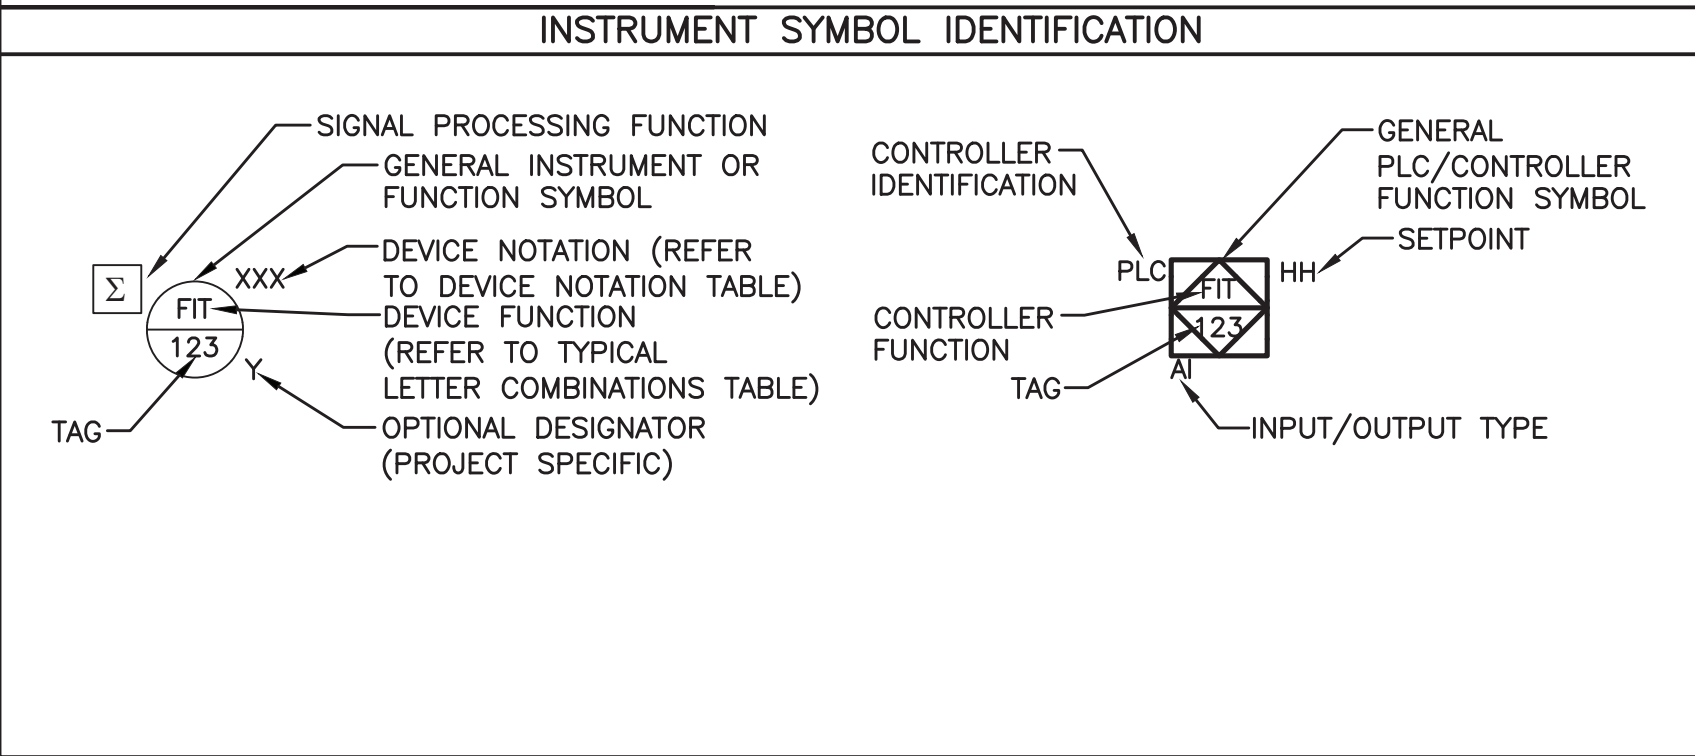 INSTRUMENT SYMBOL IDENTIFICATION
SIGNAL PROCESSING FUNCTION
GENERAL INSTRUMENT OR
FUNCTION SYMBOL
DEVICE NOTATION (REFER
TO DEVICE NOTATION TABLE)
DEVICE FUNCTION
(REFER TO TYPICAL
LETTER COMBINATIONS TABLE)
OPTIONAL DESIGNATOR
(PROJECT SPECIFIC)
Σ
XXX
FIT
123
Y
TAG
CONTROLLER
IDENTIFICATION
GENERAL
PLC/CONTROLLER
FUNCTION SYMBOL
SETPOINT
PLC
HH
FIT
123
AI
CONTROLLER
FUNCTION
TAG
INPUT/OUTPUT TYPE